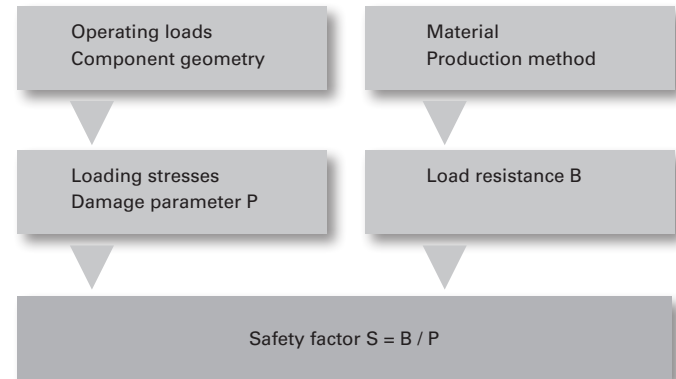 Operating loads
Component geometry
Material
Production method
Loading stresses
Damage parameter P
Load resistance B
Safety factor S = B / P